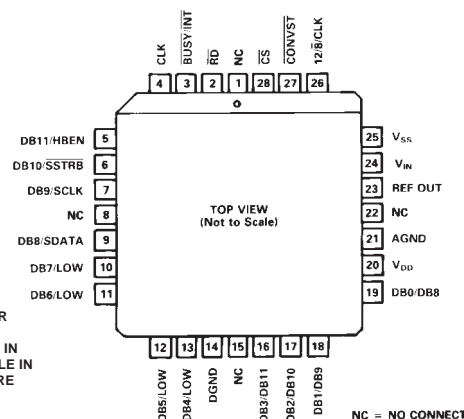 CLK
BUSY/INT
RD
NC
CS
CONVST
12/8/CLK
4
3
2
1
28
27
26
DB11/HBEN 5
DB10/SSTRB 6
DB9/SCLK 7
NC 8
DB8/SDATA 9
DB7/LOW 10
DB6/LOW 11
TOP VIEW
(Not to Scale)
25 VSS
24 VIN
23 REF OUT
22 NC
21 AGND
20 VDD
19 DB0/DB8
12
13
14
15
16
17
18
DB5/LOW
DB4/LOW
DGND
NC
DB3/DB11
DB2/DB10
DB1/DB9
R
IN
LE IN
RE
NC = NO CONNECT